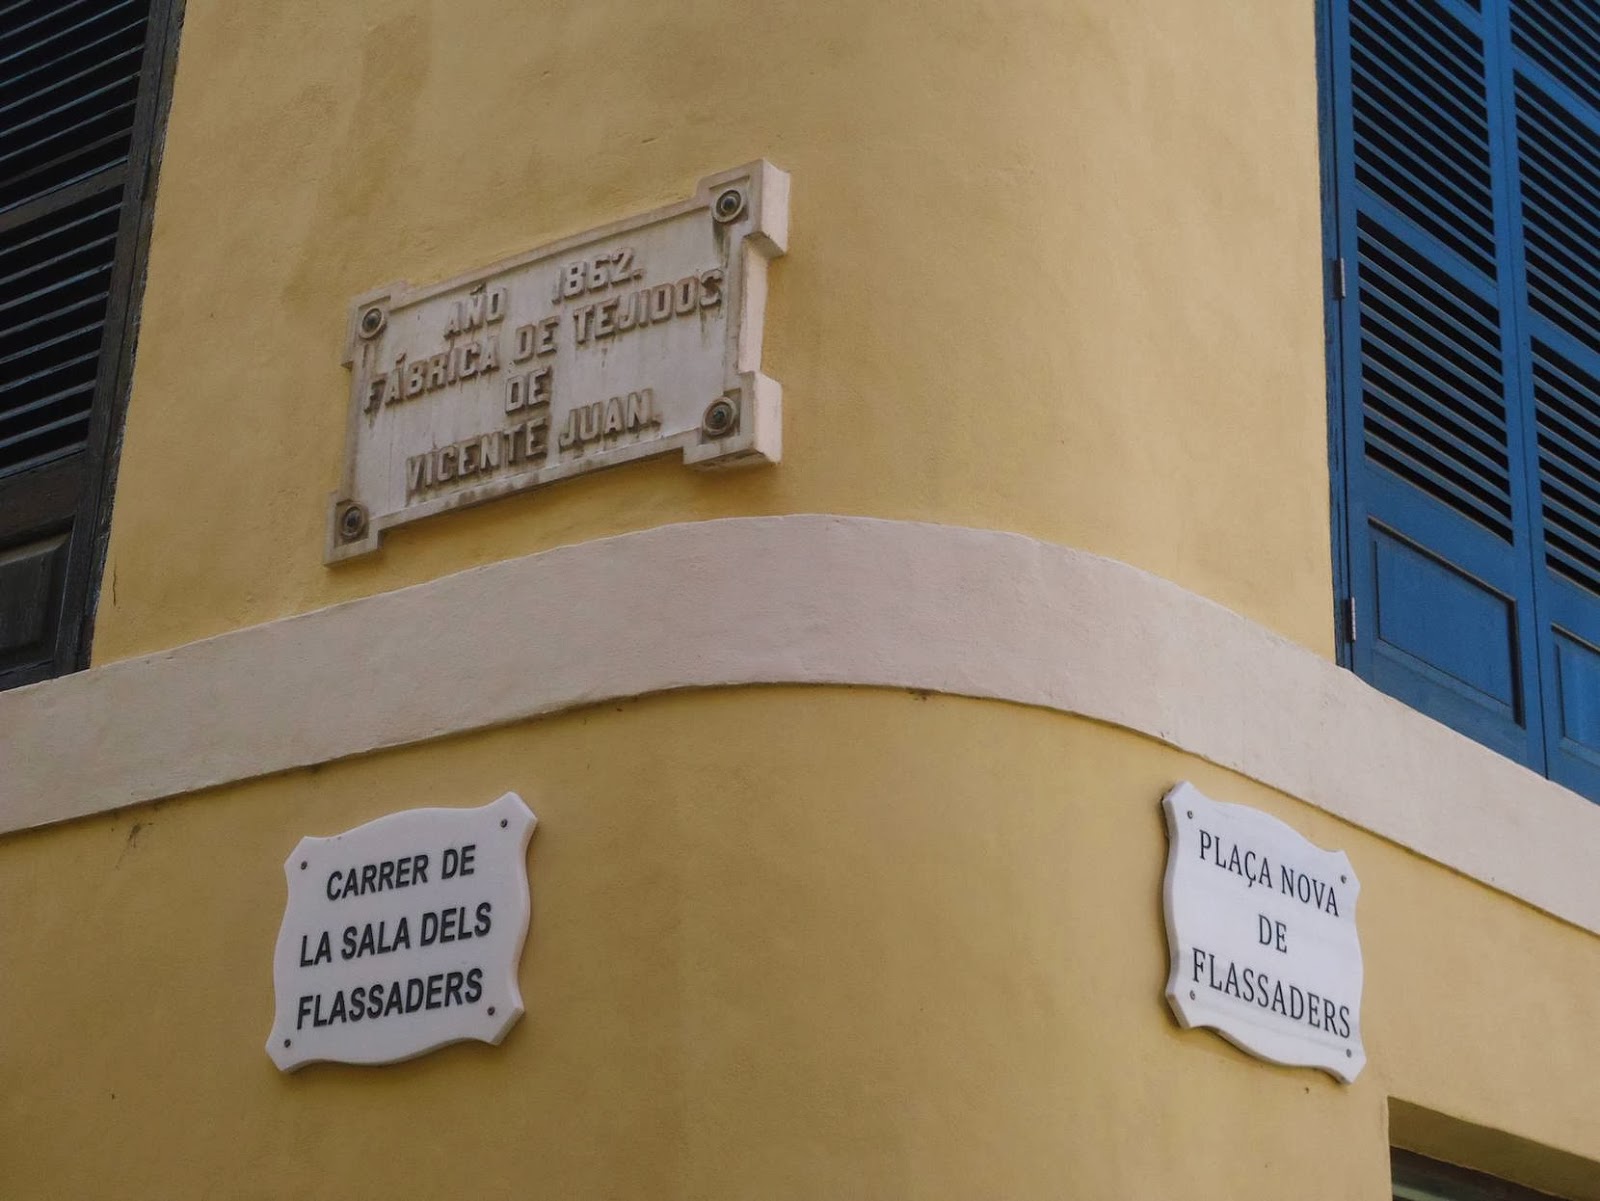 AÑO 1862.
FÁBRICA DE TEJIDOS
DE
VICENTE JUAN.
CARRER DE
LA SALA DELS
FLASSADERS
PLAÇA NOVA
DE
FLASSADERS